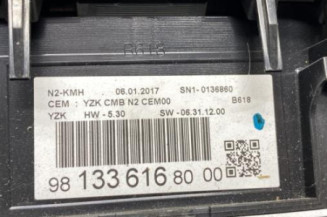 B618
N2-KMH 06.01.2017 SN1-0136860
CEM : YZK CMB N2 CEM00 B618
YZK HW-5.30 SW-06.31.12.00
98 133 616 80 00